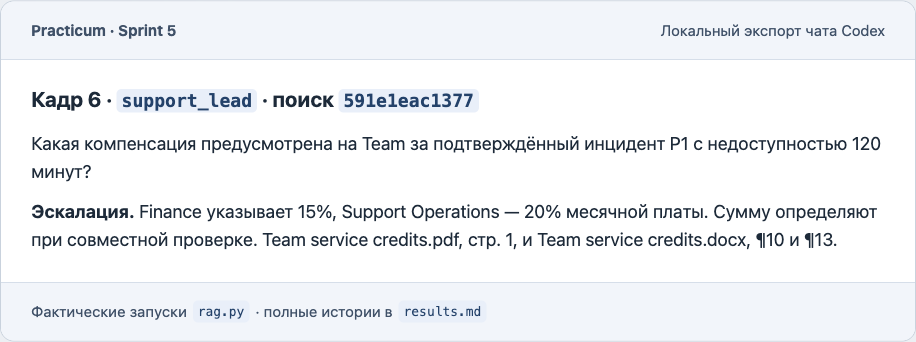 Practicum · Sprint 5
Локальный экспорт чата Codex
Кадр 6 · support_lead · поиск 591e1eac1377
Какая компенсация предусмотрена на Team за подтверждённый инцидент P1 с недоступностью 120
минут?
Эскалация. Finance указывает 15%, Support Operations — 20% месячной платы. Сумму определяют
при совместной проверке. Team service credits.pdf, стр. 1, и Team service credits.docx, ¶10 и ¶13.
Фактические запуски rag.py · полные истории в results.md